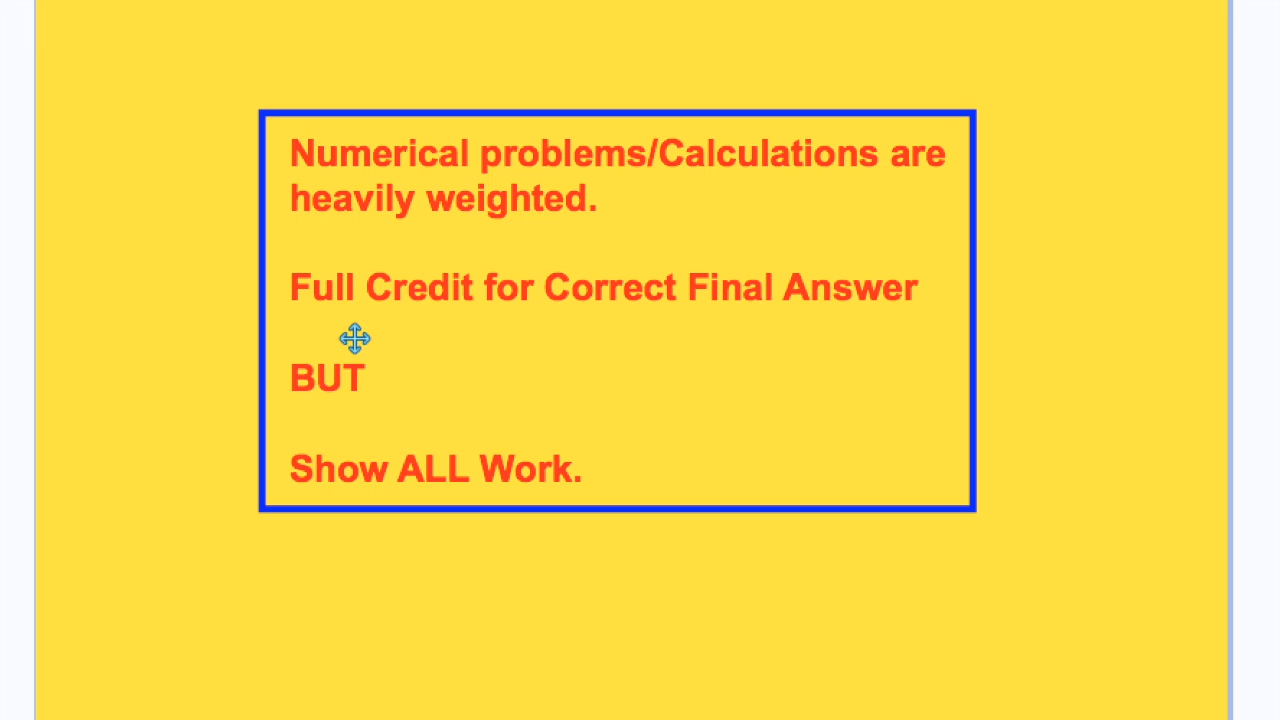 Numerical problems/Calculations are
heavily weighted.
Full Credit for Correct Final Answer
BUT
Show ALL Work.